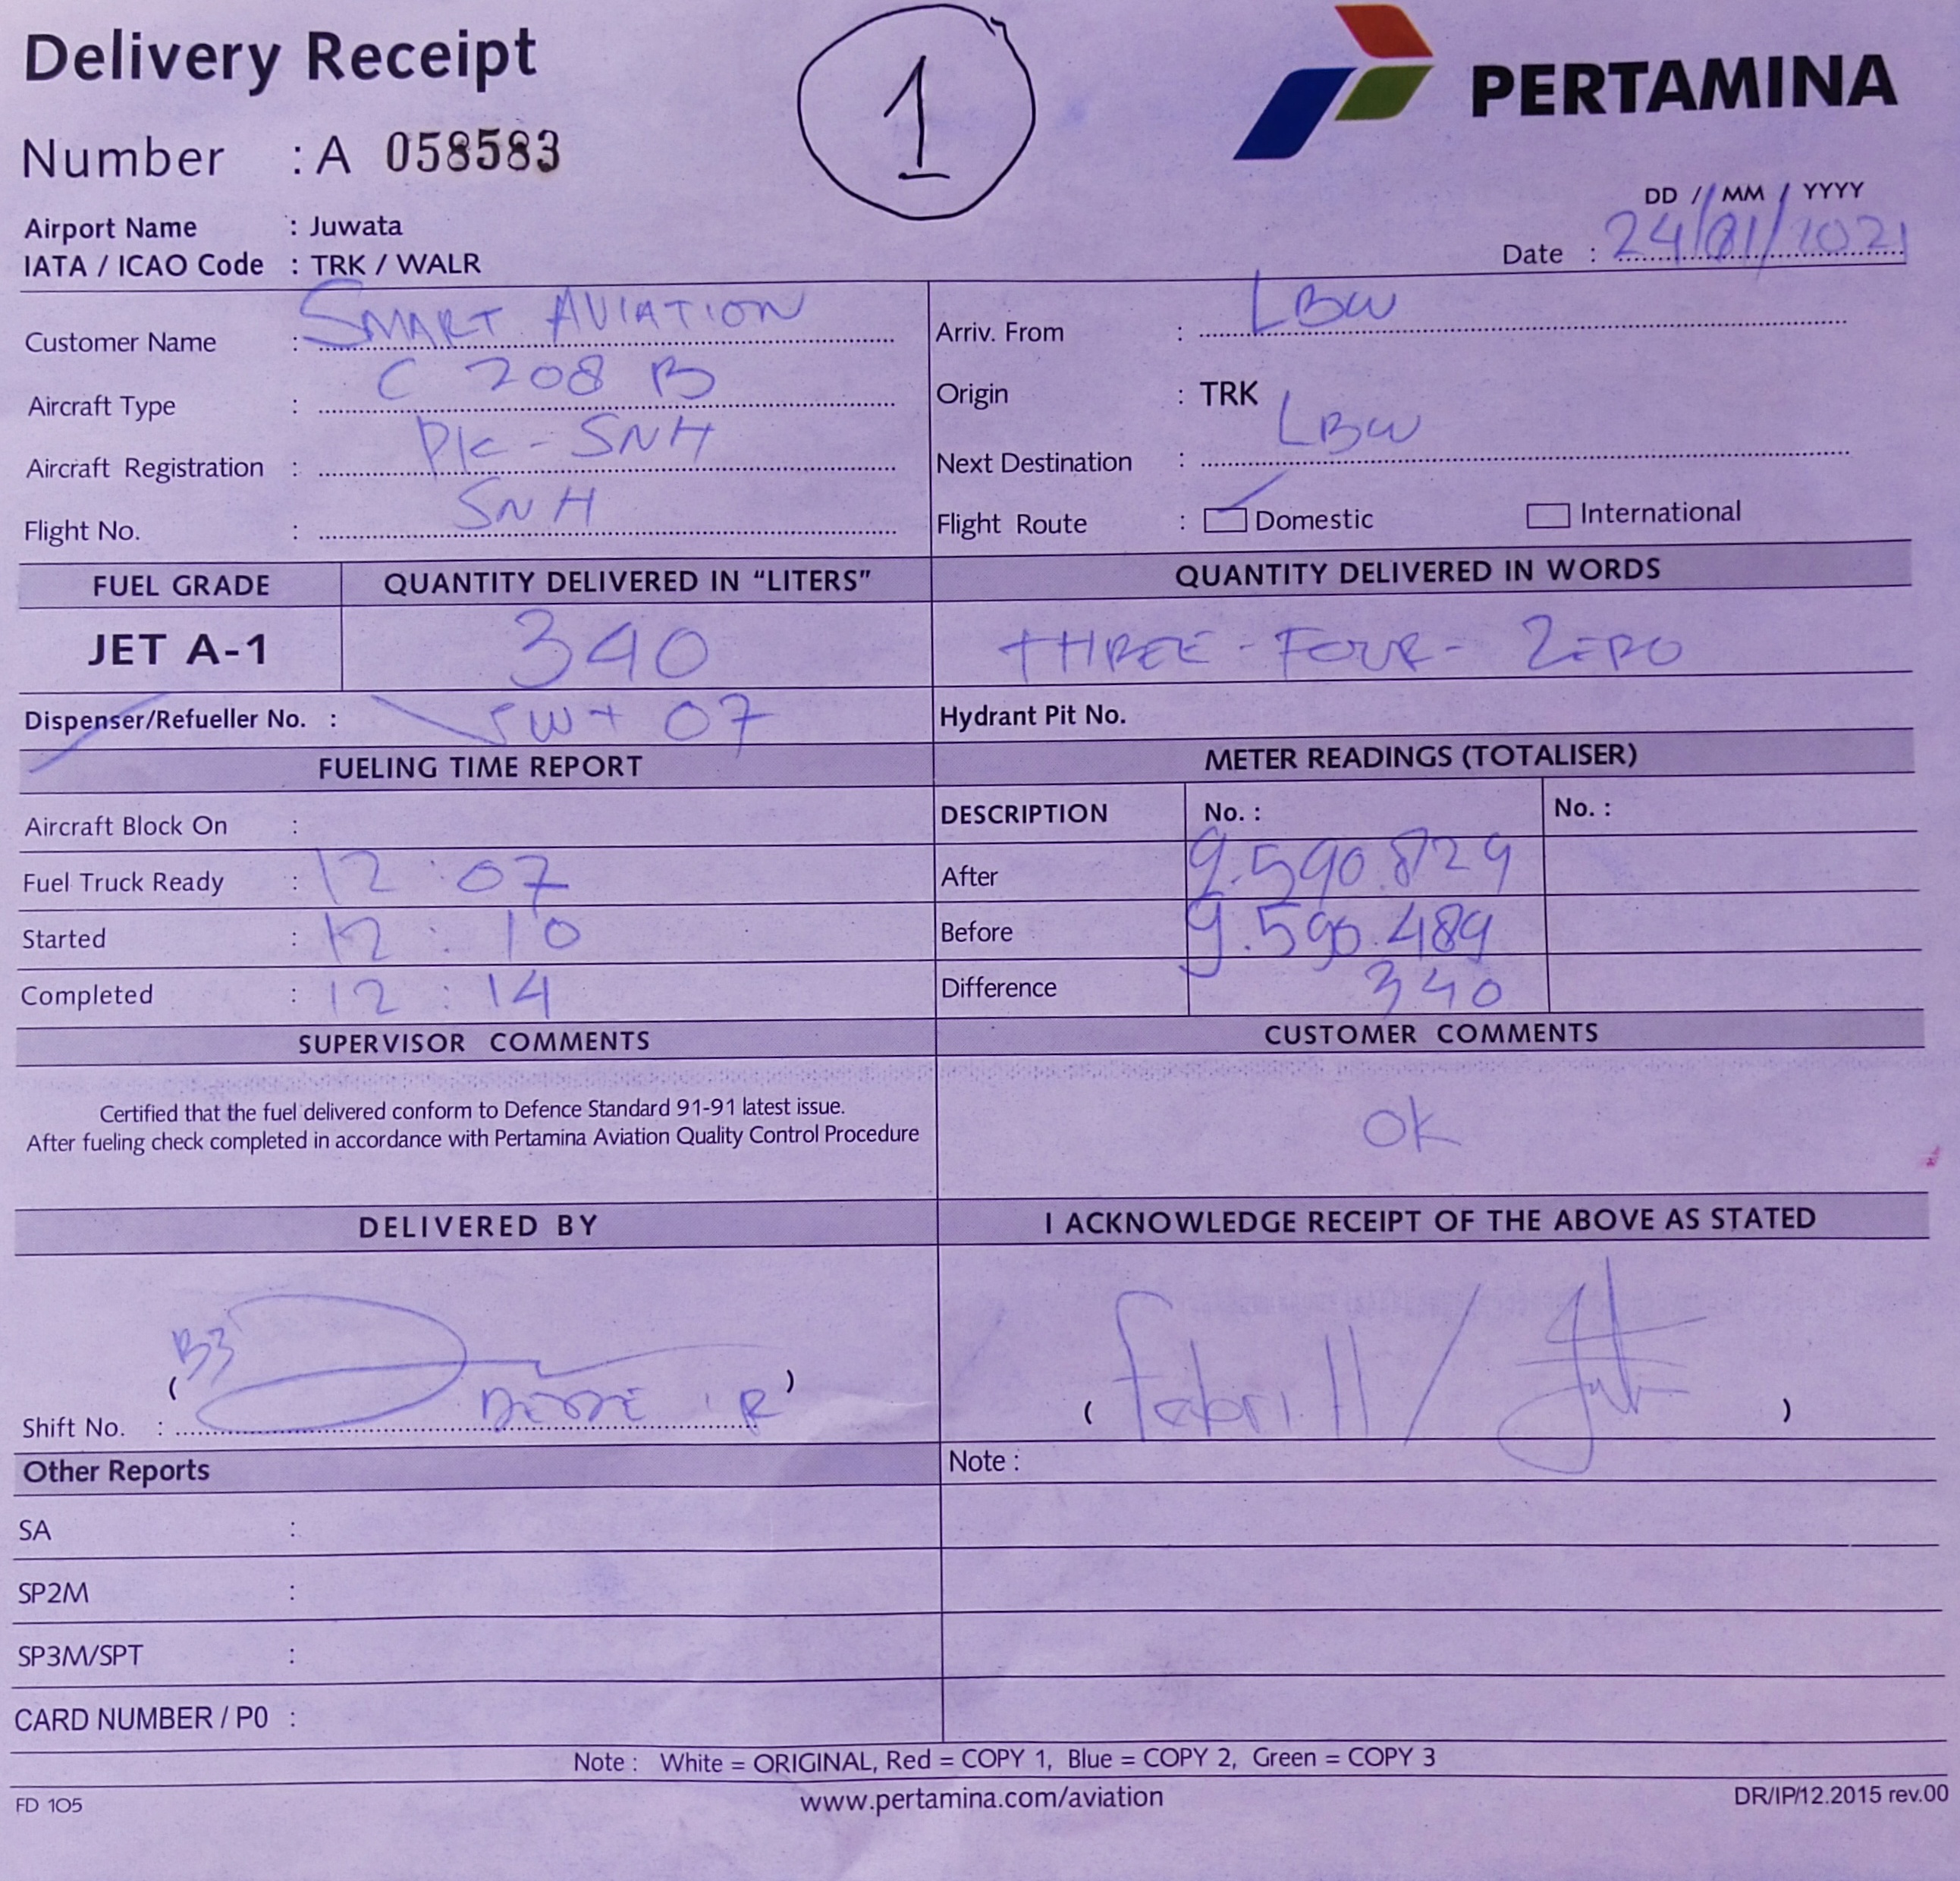 Delivery Receipt
1
PERTAMINA
Number : A 058583
DD / MM / YYYY
Airport Name : Juwata
IATA / ICAO Code : TRK / WALR
Date : 24/01/2021
Customer Name : SMART AVIATION
Aircraft Type : C 208 B
Aircraft Registration : PK - SNH
Flight No. : SNH
Arriv. From : LBW
Origin : TRK
Next Destination : LBW
Flight Route : Domestic International
FUEL GRADE QUANTITY DELIVERED IN “LITERS” QUANTITY DELIVERED IN WORDS
JET A-1 340 THREE - FOUR - ZERO
Dispenser/Refueller No. : 07 Hydrant Pit No.
FUELING TIME REPORT METER READINGS (TOTALISER)
Aircraft Block On : DESCRIPTION No. : No. :
Fuel Truck Ready : 12 : 07 After 9.590.829
Started : 12 : 10 Before 9.590.489
Completed : 12 : 14 Difference 340
SUPERVISOR COMMENTS CUSTOMER COMMENTS
Certified that the fuel delivered conform to Defence Standard 91-91 latest issue.
After fueling check completed in accordance with Pertamina Aviation Quality Control Procedure
OK
DELIVERED BY I ACKNOWLEDGE RECEIPT OF THE ABOVE AS STATED
B3
( )
Shift No. :
( )
Other Reports Note :
SA :
SP2M :
SP3M/SPT :
CARD NUMBER / P0 :
Note : White = ORIGINAL, Red = COPY 1, Blue = COPY 2, Green = COPY 3
FD 105 www.pertamina.com/aviation DR/IP/12.2015 rev.00